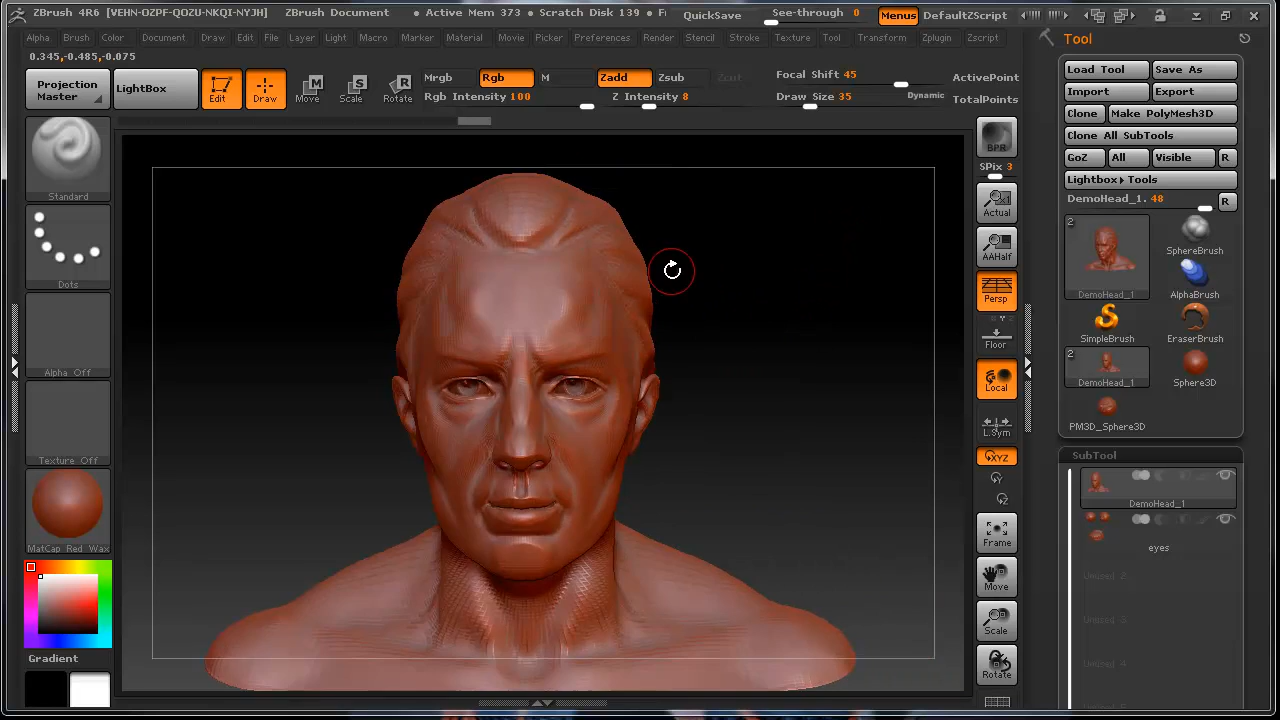 ZBrush 4R6 [VEHN-OZPF-QOZU-NKQI-NYJH] ZBrush Document • Active Mem 373 • Scratch Disk 139 • Fi QuickSave See-through 0 Menus DefaultZScript
Alpha Brush Color Document Draw Edit File Layer Light Macro Marker Material Movie Picker Preferences Render Stencil Stroke Texture Tool Transform Zplugin Zscript
0.345,-0.485,-0.075
Projection Master
LightBox
Edit
Draw
Move
Scale
Rotate
Mrgb Rgb M Zadd Zsub Zcut
Rgb Intensity 100 Z Intensity 8
Focal Shift 45
Draw Size 35 Dynamic
ActivePoint
TotalPoints
Standard
Dots
Alpha Off
Texture Off
MatCap Red Wax
Gradient
BPR
SPix 3
Actual
AAHalf
Persp
Floor
Local
L.Sym
XYZ
Frame
Move
Scale
Rotate
Tool
Load Tool Save As
Import Export
Clone Make PolyMesh3D
Clone All SubTools
GoZ All Visible R
Lightbox▸Tools
DemoHead_1. 48 R
2
DemoHead_1
SphereBrush
AlphaBrush
SimpleBrush
EraserBrush
2
DemoHead_1
Sphere3D
PM3D_Sphere3D
SubTool
DemoHead_1
eyes
Unused 2
Unused 4